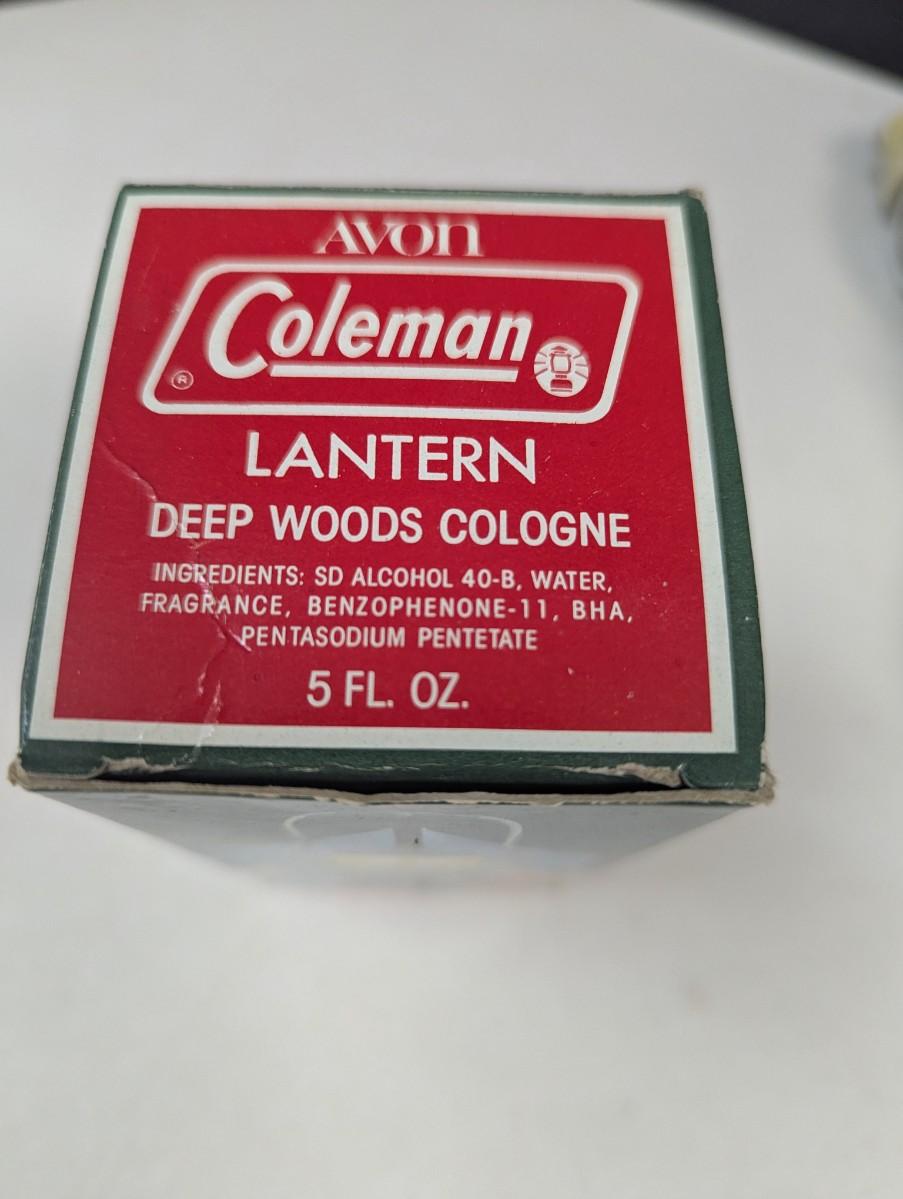 AVON
Coleman
®
LANTERN
DEEP WOODS COLOGNE
INGREDIENTS: SD ALCOHOL 40-B, WATER,
FRAGRANCE, BENZOPHENONE-11, BHA,
PENTASODIUM PENTETATE
5 FL. OZ.